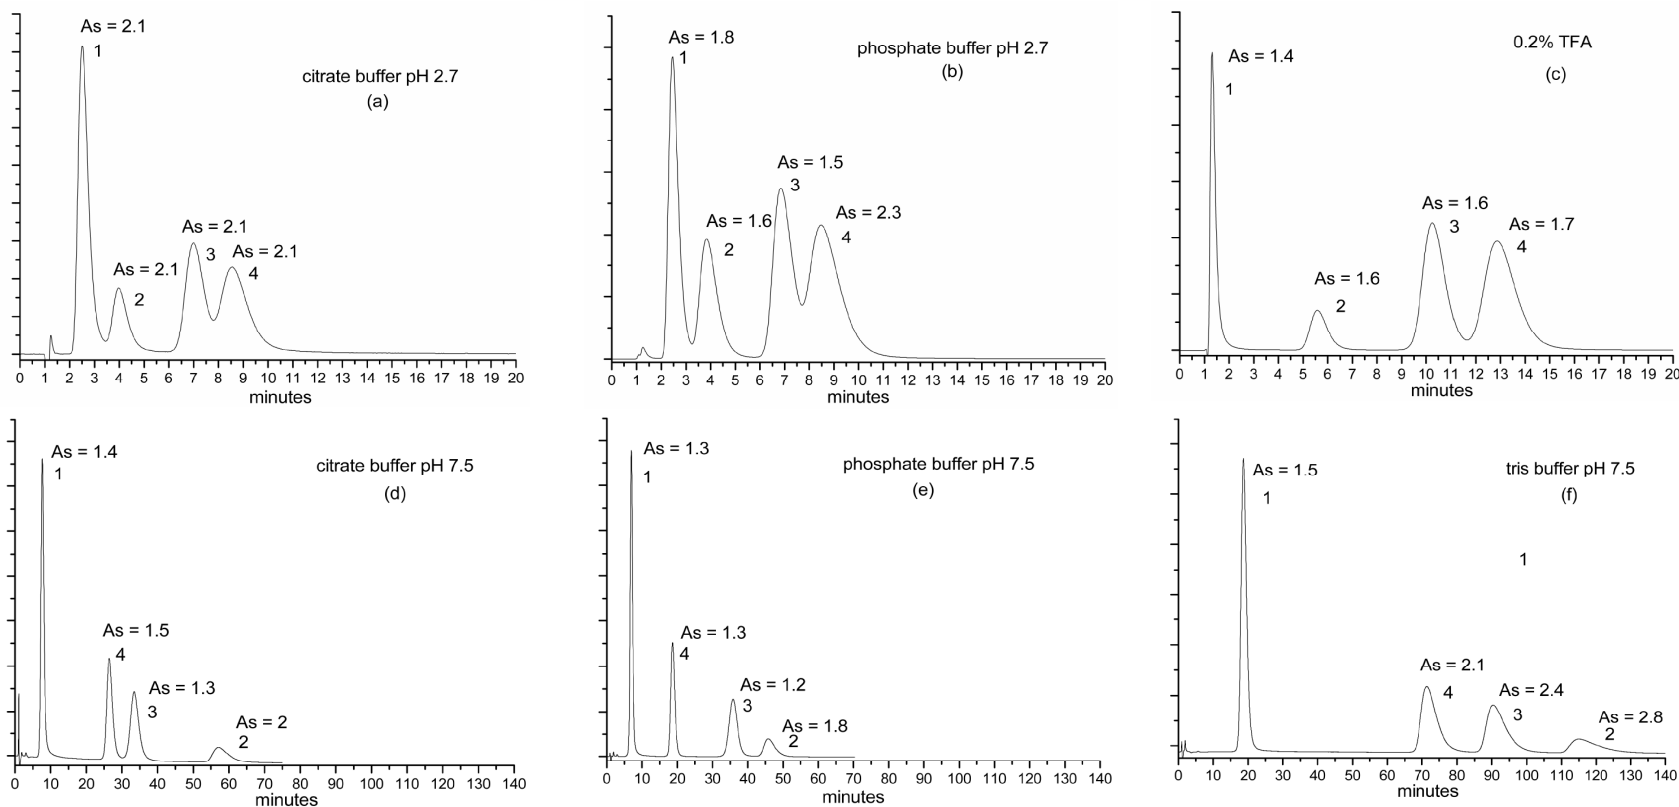 As = 2.1
1
citrate buffer pH 2.7
(a)
As = 2.1
2
As = 2.1
3
As = 2.1
4
0 1 2 3 4 5 6 7 8 9 10 11 12 13 14 15 16 17 18 19 20
minutes
As = 1.8
1
phosphate buffer pH 2.7
(b)
As = 1.6
2
As = 1.5
3
As = 2.3
4
0 1 2 3 4 5 6 7 8 9 10 11 12 13 14 15 16 17 18 19 20
minutes
As = 1.4
1
0.2% TFA
(c)
As = 1.6
2
As = 1.6
3
As = 1.7
4
0 1 2 3 4 5 6 7 8 9 10 11 12 13 14 15 16 17 18 19 20
minutes
As = 1.4
1
citrate buffer pH 7.5
(d)
As = 1.5
4
As = 1.3
3
As = 2
2
0 10 20 30 40 50 60 70 80 90 100 110 120 130 140
minutes
As = 1.3
1
phosphate buffer pH 7.5
(e)
As = 1.3
4
As = 1.2
3
As = 1.8
2
0 10 20 30 40 50 60 70 80 90 100 110 120 130 140
minutes
As = 1.5
1
tris buffer pH 7.5
(f)
1
As = 2.1
4
As = 2.4
3
As = 2.8
2
0 10 20 30 40 50 60 70 80 90 100 110 120 130 140
minutes